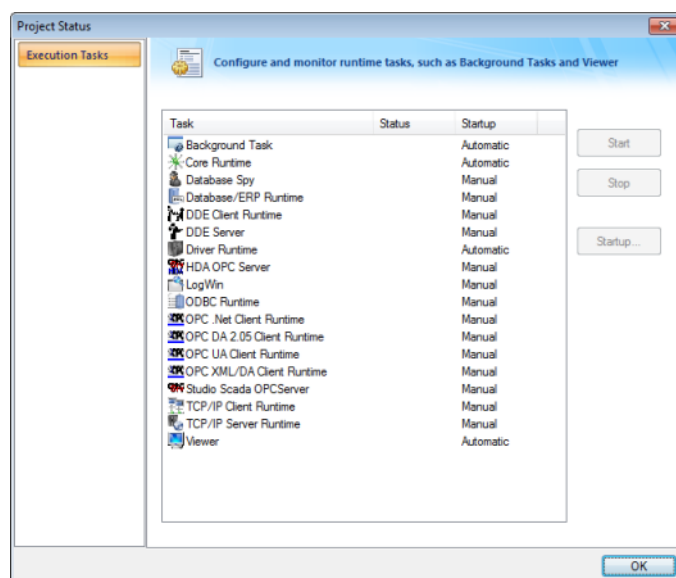 Project Status
Execution Tasks
Configure and monitor runtime tasks, such as Background Tasks and Viewer
Task Status Startup
Background Task Automatic
Core Runtime Automatic
Database Spy Manual
Database/ERP Runtime Manual
DDE Client Runtime Manual
DDE Server Manual
Driver Runtime Automatic
HDA OPC Server Manual
LogWin Manual
ODBC Runtime Manual
OPC .Net Client Runtime Manual
OPC DA 2.05 Client Runtime Manual
OPC UA Client Runtime Manual
OPC XML/DA Client Runtime Manual
Studio Scada OPCServer Manual
TCP/IP Client Runtime Manual
TCP/IP Server Runtime Manual
Viewer Automatic
Start
Stop
Startup...
OK